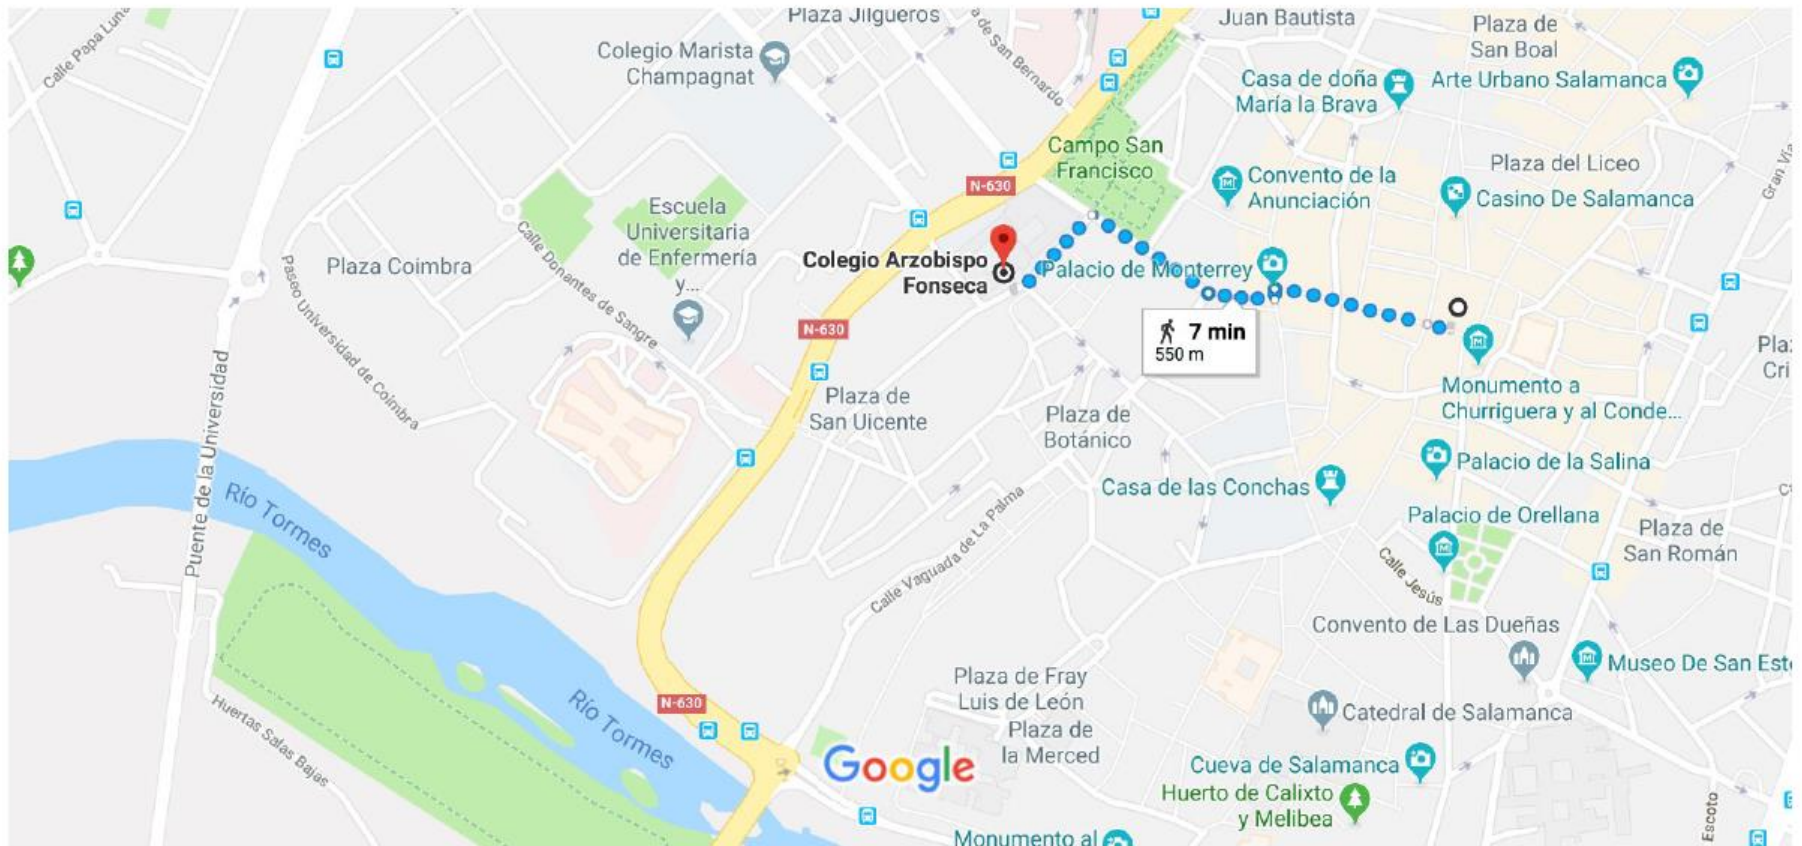 Plaza Jilgueros
Juan Bautista
Plaza de
San Boal
Calle Papa Luna
Colegio Marista
Champagnat
a de San Bernardo
Casa de doña
María la Brava
Arte Urbano Salamanca
Campo San
Francisco
Plaza del Liceo
Gran Vía
N-630
Convento de la
Anunciación
Casino De Salamanca
Escuela
Universitaria
de Enfermería
y...
Calle Donantes de Sangre
Plaza Coimbra
Paseo Universidad de Coimbra
Colegio Arzobispo
Fonseca
Palacio de Monterrey
N-630
7 min
550 m
Plaza de
San Uicente
Plaza de
Botánico
Monumento a
Churriguera y al Conde...
Plaz
Cri
Puente de la Universidad
Palacio de la Salina
Casa de las Conchas
Río Tormes
Calle Vaguada de La Palma
Palacio de Orellana
Plaza de
San Román
Calle Jesús
Convento de Las Dueñas
Museo De San Este
Plaza de Fray
Luis de León
N-630
Río Tormes
Huertas Salas Bajas
Plaza de
la Merced
Catedral de Salamanca
Google
Cueva de Salamanca
Huerto de Calixto
y Melibea
Escoto
Monumento al